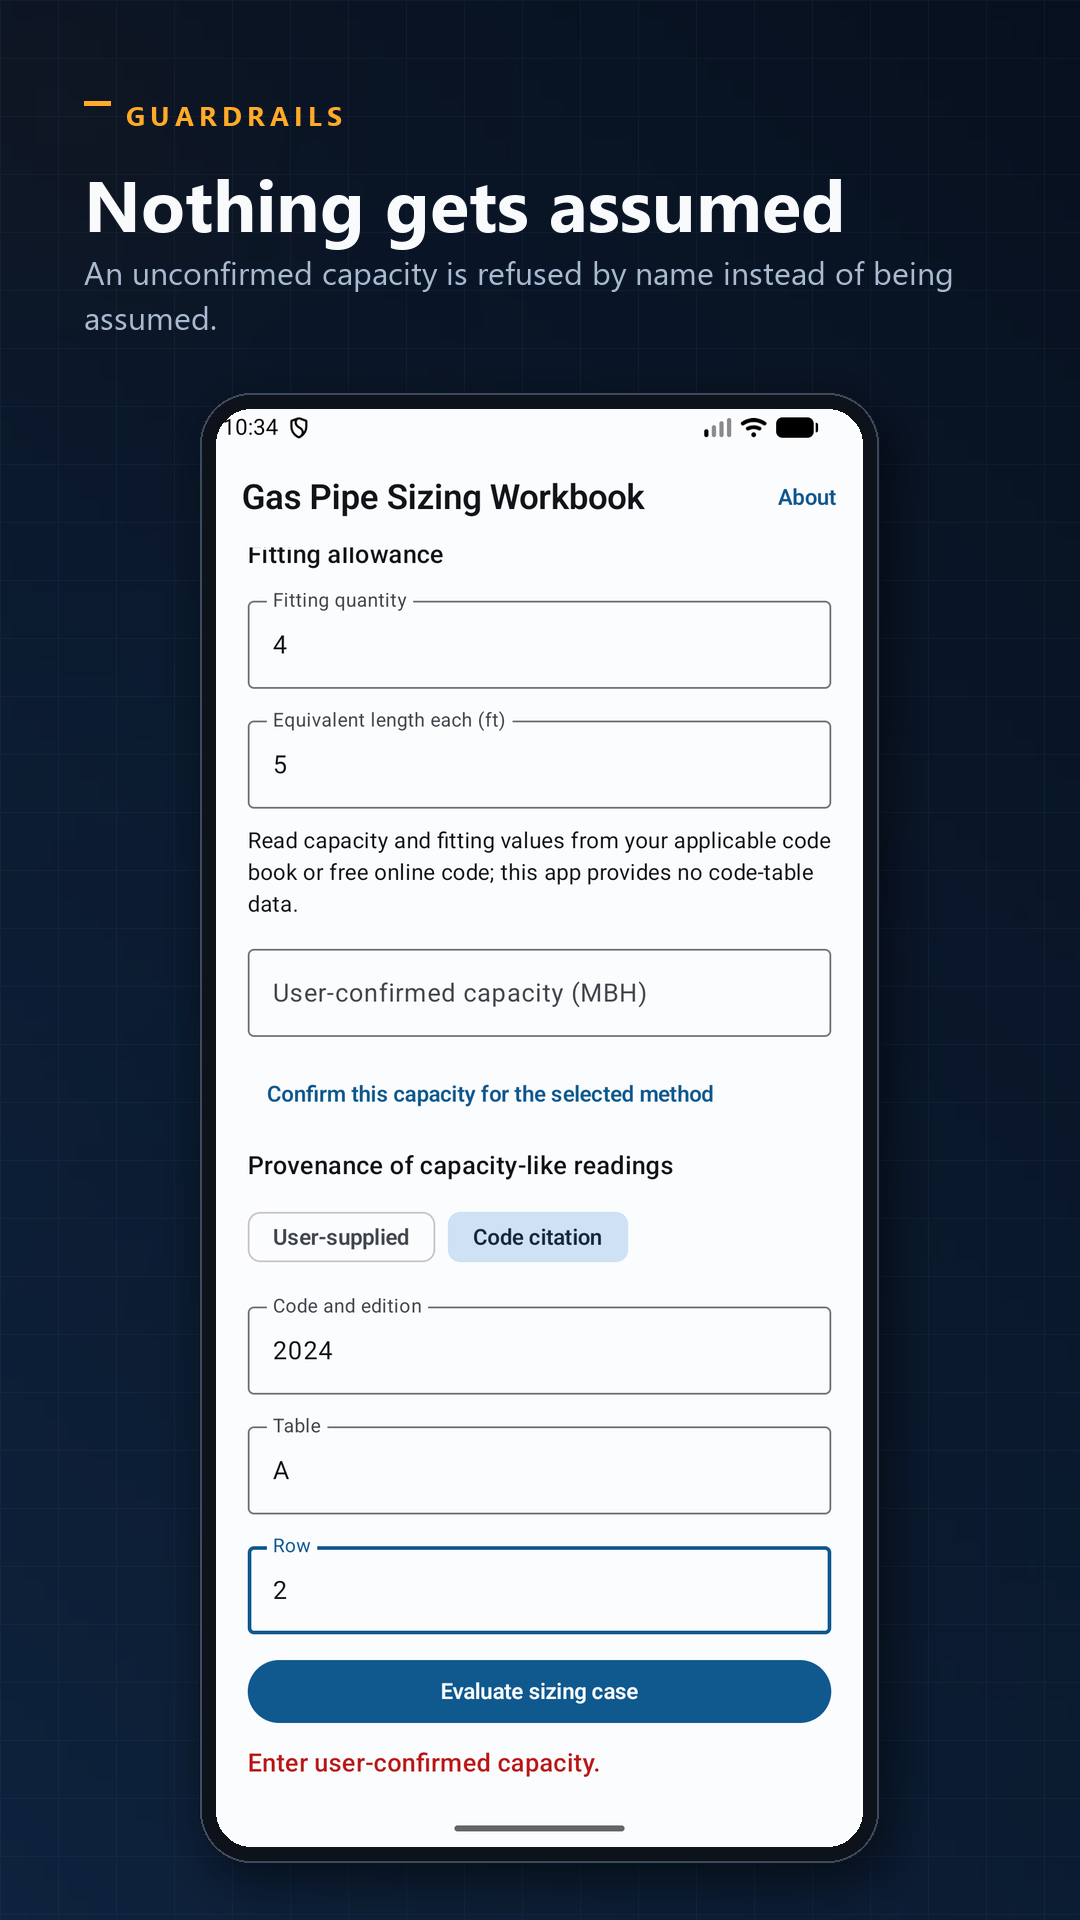 GUARDRAILS
Nothing gets assumed
An unconfirmed capacity is refused by name instead of being
assumed.
10:34
Gas Pipe Sizing Workbook
About
Fitting allowance
Fitting quantity
4
Equivalent length each (ft)
5
Read capacity and fitting values from your applicable code
book or free online code; this app provides no code-table
data.
User-confirmed capacity (MBH)
Confirm this capacity for the selected method
Provenance of capacity-like readings
User-supplied
Code citation
Code and edition
2024
Table
A
Row
2
Evaluate sizing case
Enter user-confirmed capacity.